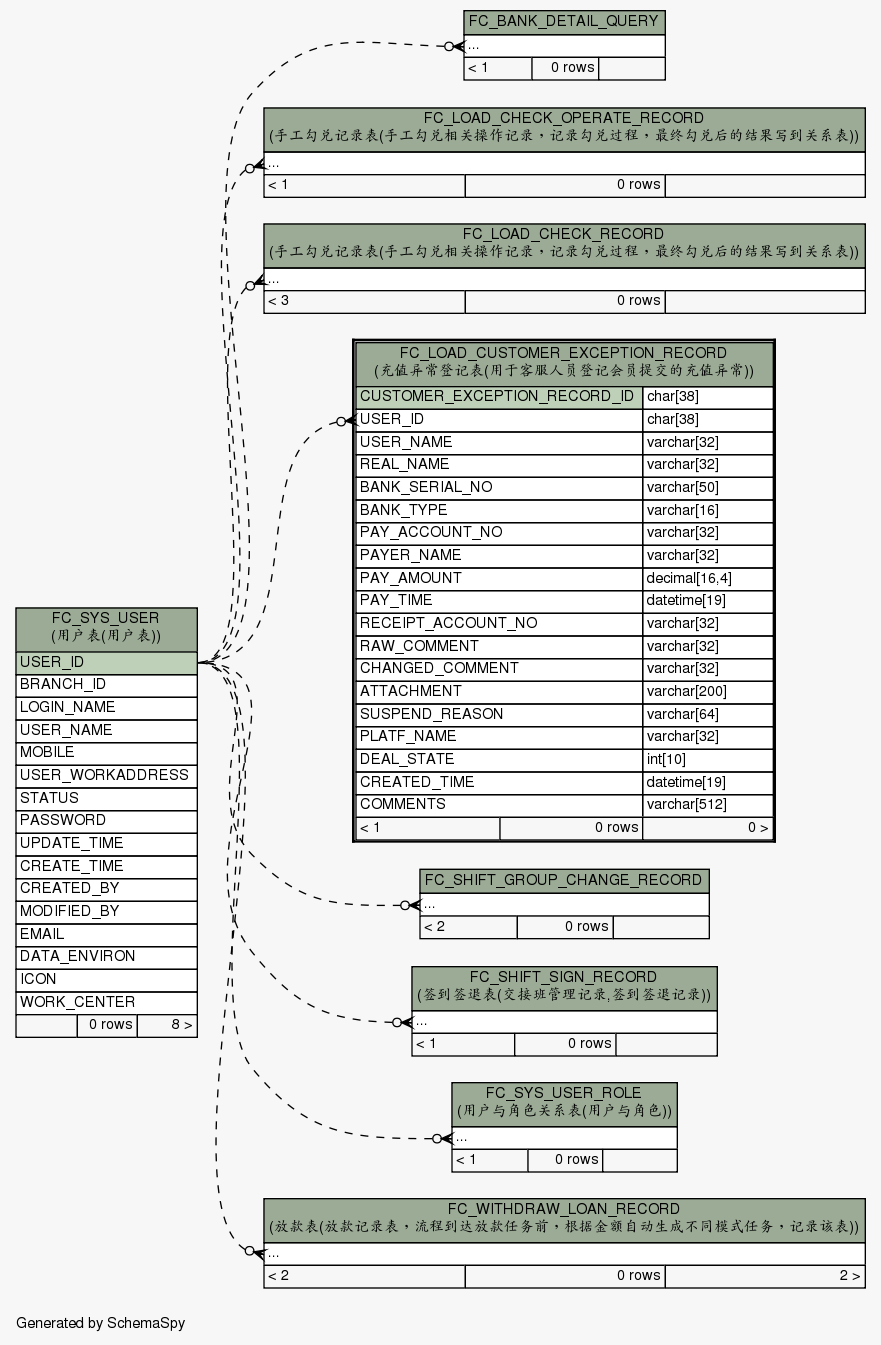 FC_BANK_DETAIL_QUERY
...
< 1 0 rows
FC_LOAD_CHECK_OPERATE_RECORD
(手工勾兑记录表(手工勾兑相关操作记录，记录勾兑过程，最终勾兑后的结果写到关系表))
...
< 1 0 rows
FC_LOAD_CHECK_RECORD
(手工勾兑记录表(手工勾兑相关操作记录，记录勾兑过程，最终勾兑后的结果写到关系表))
...
< 3 0 rows
FC_LOAD_CUSTOMER_EXCEPTION_RECORD
(充值异常登记表(用于客服人员登记会员提交的充值异常))
CUSTOMER_EXCEPTION_RECORD_ID char[38]
USER_ID char[38]
USER_NAME varchar[32]
REAL_NAME varchar[32]
BANK_SERIAL_NO varchar[50]
BANK_TYPE varchar[16]
PAY_ACCOUNT_NO varchar[32]
PAYER_NAME varchar[32]
PAY_AMOUNT decimal[16,4]
PAY_TIME datetime[19]
RECEIPT_ACCOUNT_NO varchar[32]
RAW_COMMENT varchar[32]
CHANGED_COMMENT varchar[32]
ATTACHMENT varchar[200]
SUSPEND_REASON varchar[64]
PLATF_NAME varchar[32]
DEAL_STATE int[10]
CREATED_TIME datetime[19]
COMMENTS varchar[512]
< 1 0 rows 0 >
FC_SYS_USER
(用户表(用户表))
USER_ID
BRANCH_ID
LOGIN_NAME
USER_NAME
MOBILE
USER_WORKADDRESS
STATUS
PASSWORD
UPDATE_TIME
CREATE_TIME
CREATED_BY
MODIFIED_BY
EMAIL
DATA_ENVIRON
ICON
WORK_CENTER
0 rows 8 >
FC_SHIFT_GROUP_CHANGE_RECORD
...
< 2 0 rows
FC_SHIFT_SIGN_RECORD
(签到签退表(交接班管理记录,签到签退记录))
...
< 1 0 rows
FC_SYS_USER_ROLE
(用户与角色关系表(用户与角色))
...
< 1 0 rows
FC_WITHDRAW_LOAN_RECORD
(放款表(放款记录表，流程到达放款任务前，根据金额自动生成不同模式任务，记录该表))
...
< 2 0 rows 2 >
Generated by SchemaSpy